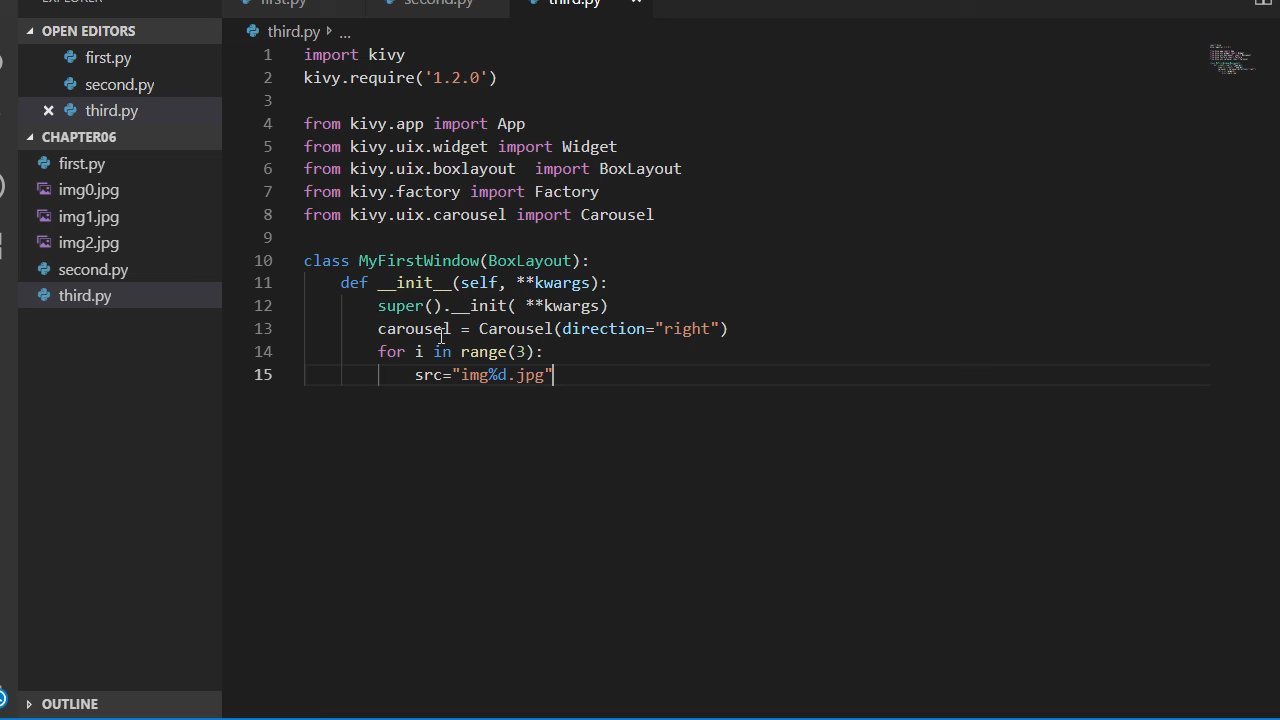 EXPLORER
OPEN EDITORS
first.py
second.py
third.py
CHAPTER06
first.py
img0.jpg
img1.jpg
img2.jpg
second.py
third.py
OUTLINE
first.py
second.py
third.py
third.py ...
1 import kivy
2 kivy.require('1.2.0')
3
4 from kivy.app import App
5 from kivy.uix.widget import Widget
6 from kivy.uix.boxlayout  import BoxLayout
7 from kivy.factory import Factory
8 from kivy.uix.carousel import Carousel
9
10 class MyFirstWindow(BoxLayout):
11 def __init__(self, **kwargs):
12 super().__init( **kwargs)
13 carousel = Carousel(direction="right")
14 for i in range(3):
15 src="img%d.jpg"